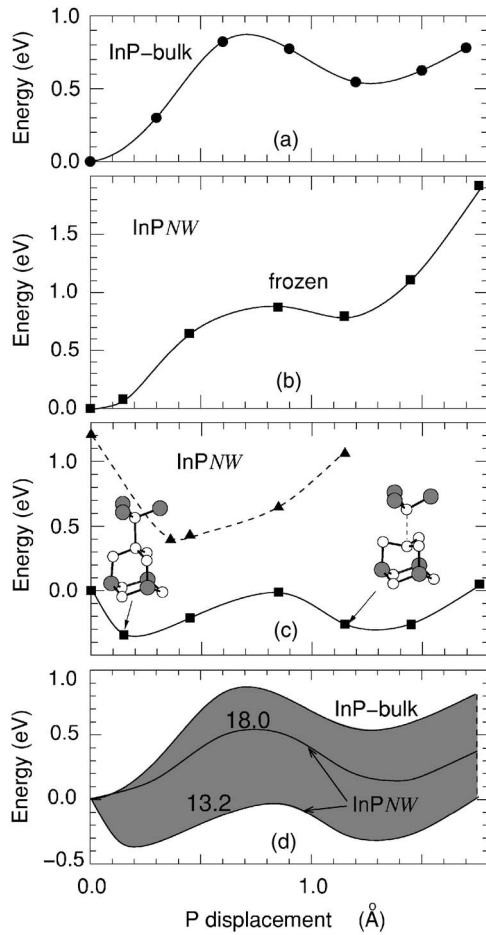 1.0
InP-bulk
0.5
Energy (eV)
0.0
(a)
InPNW
1.5
1.0
frozen
Energy (eV)
0.5
0.0
(b)
1.0
InPNW
0.5
Energy (eV)
0.0
(c)
1.0
InP-bulk
0.5
18.0
Energy (eV)
0.0
13.2
InPNW
-0.5
(d)
0.0
1.0
P displacement (Å)